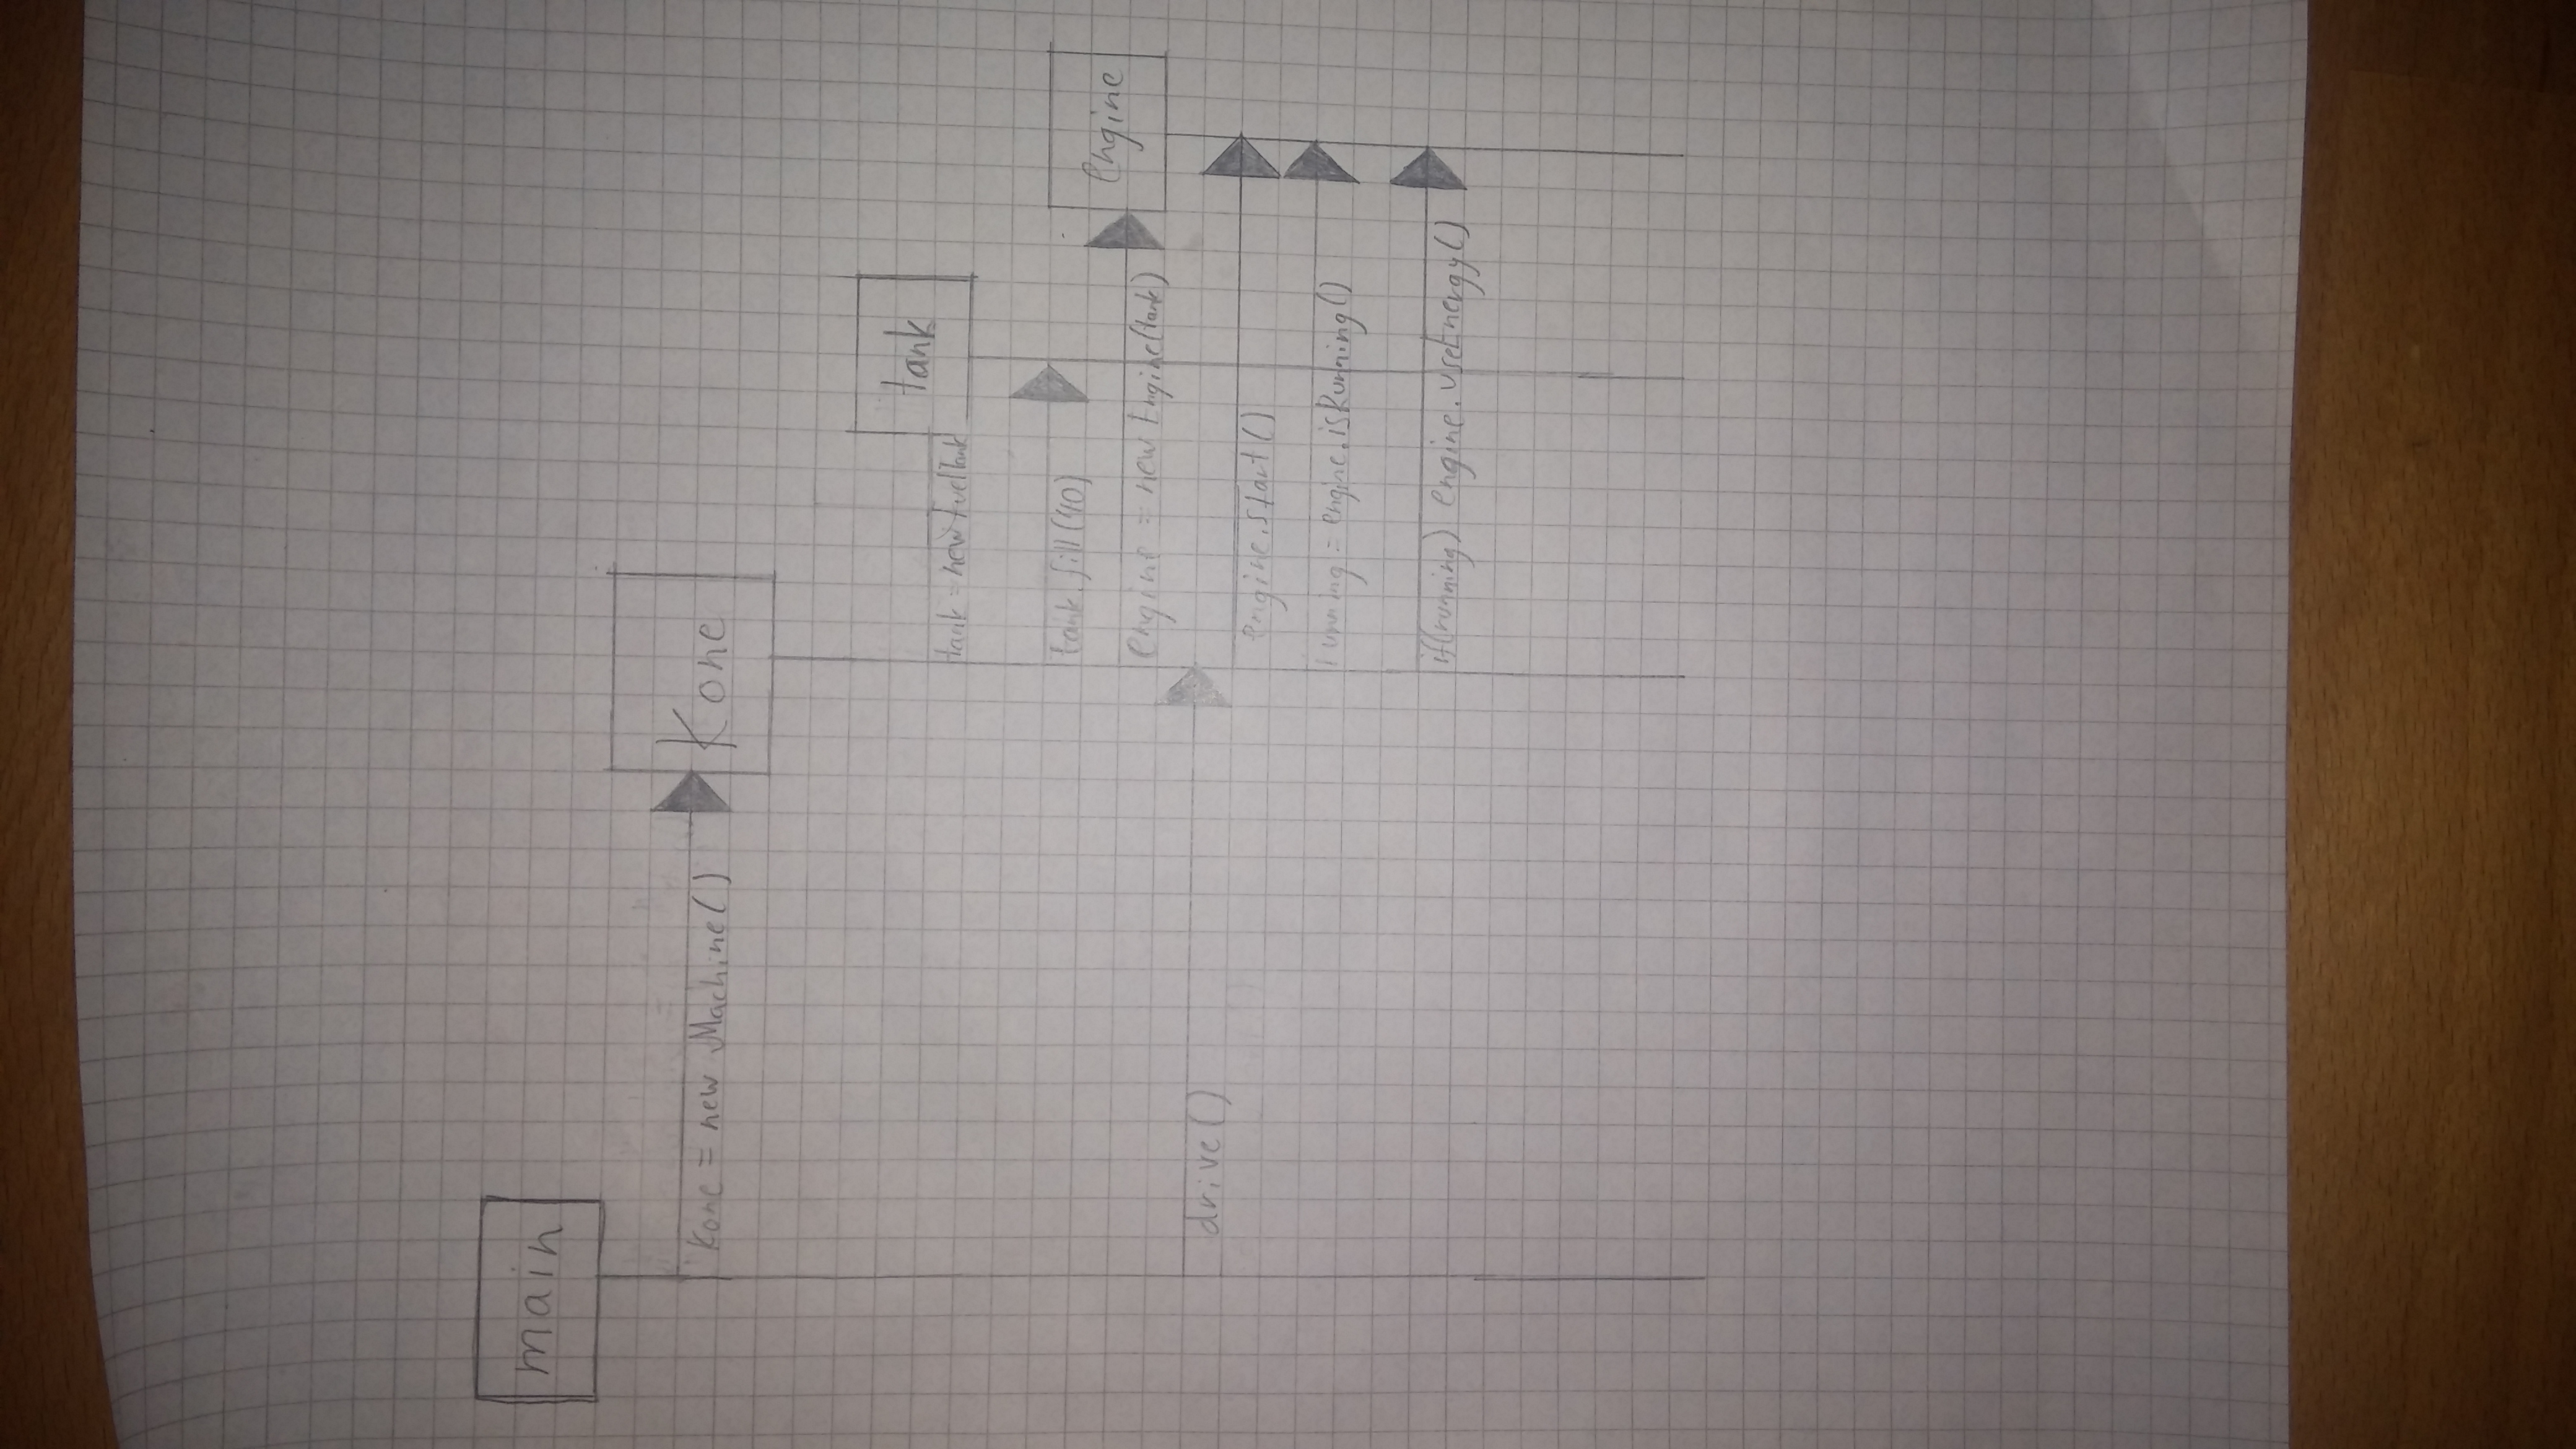 main
Kone = new Machine()
Kone
tank
tank = new FuelTank
tank.fill(40)
engine
engine = new Engine(tank)
drive()
engine.start()
running = engine.isRunning()
if(running) engine.useEnergy()